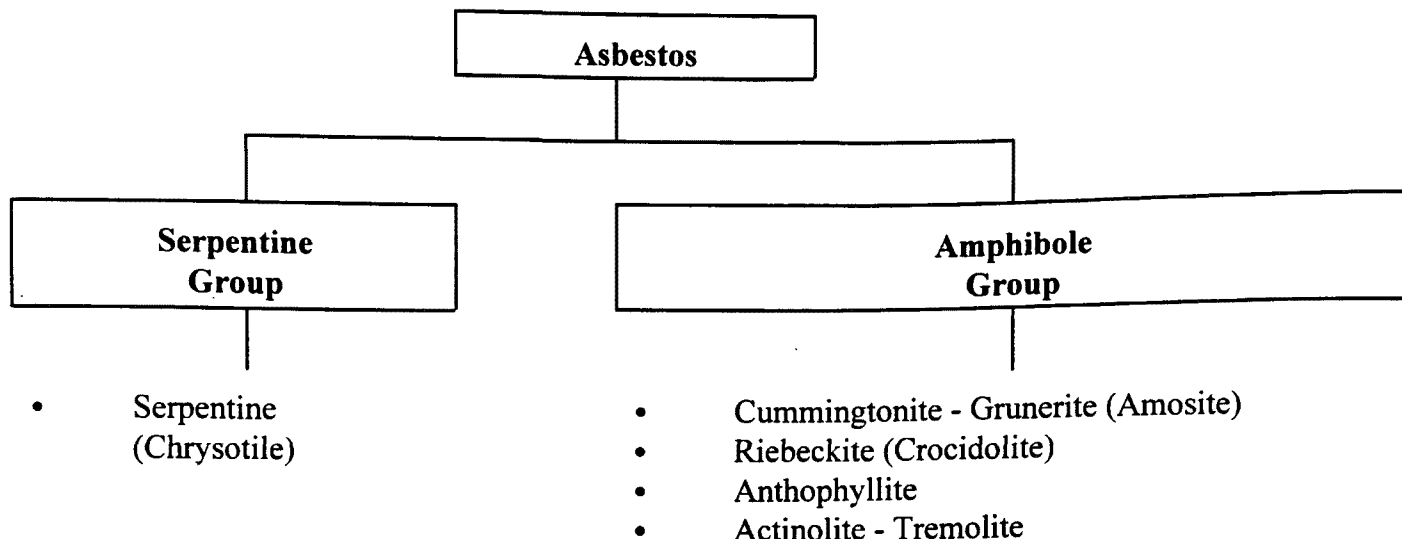 Asbestos
Serpentine
Group
Amphibole
Group
• Serpentine
(Chrysotile)
• Cummingtonite - Grunerite (Amosite)
• Riebeckite (Crocidolite)
• Anthophyllite
• Actinolite - Tremolite